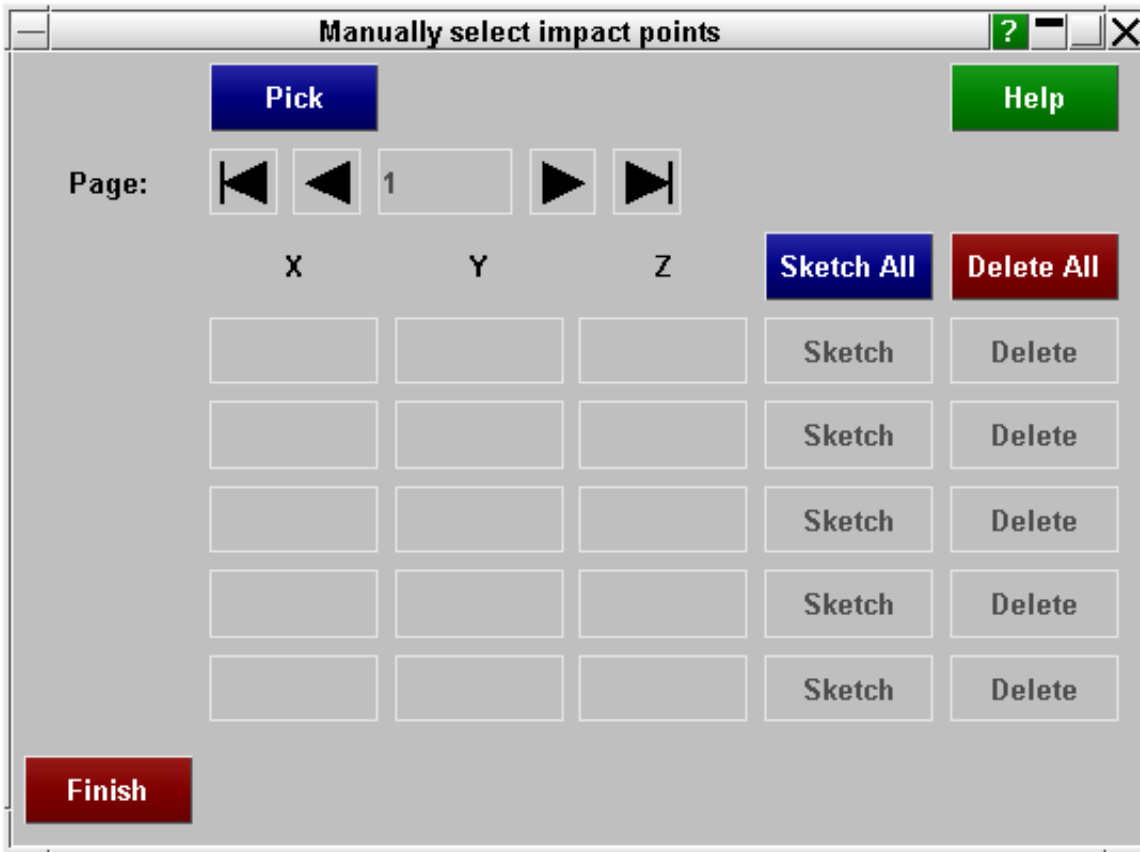 Manually select impact points ?
Pick Help
Page: 1
X Y Z Sketch All Delete All
Sketch Delete
Sketch Delete
Sketch Delete
Sketch Delete
Sketch Delete
Finish